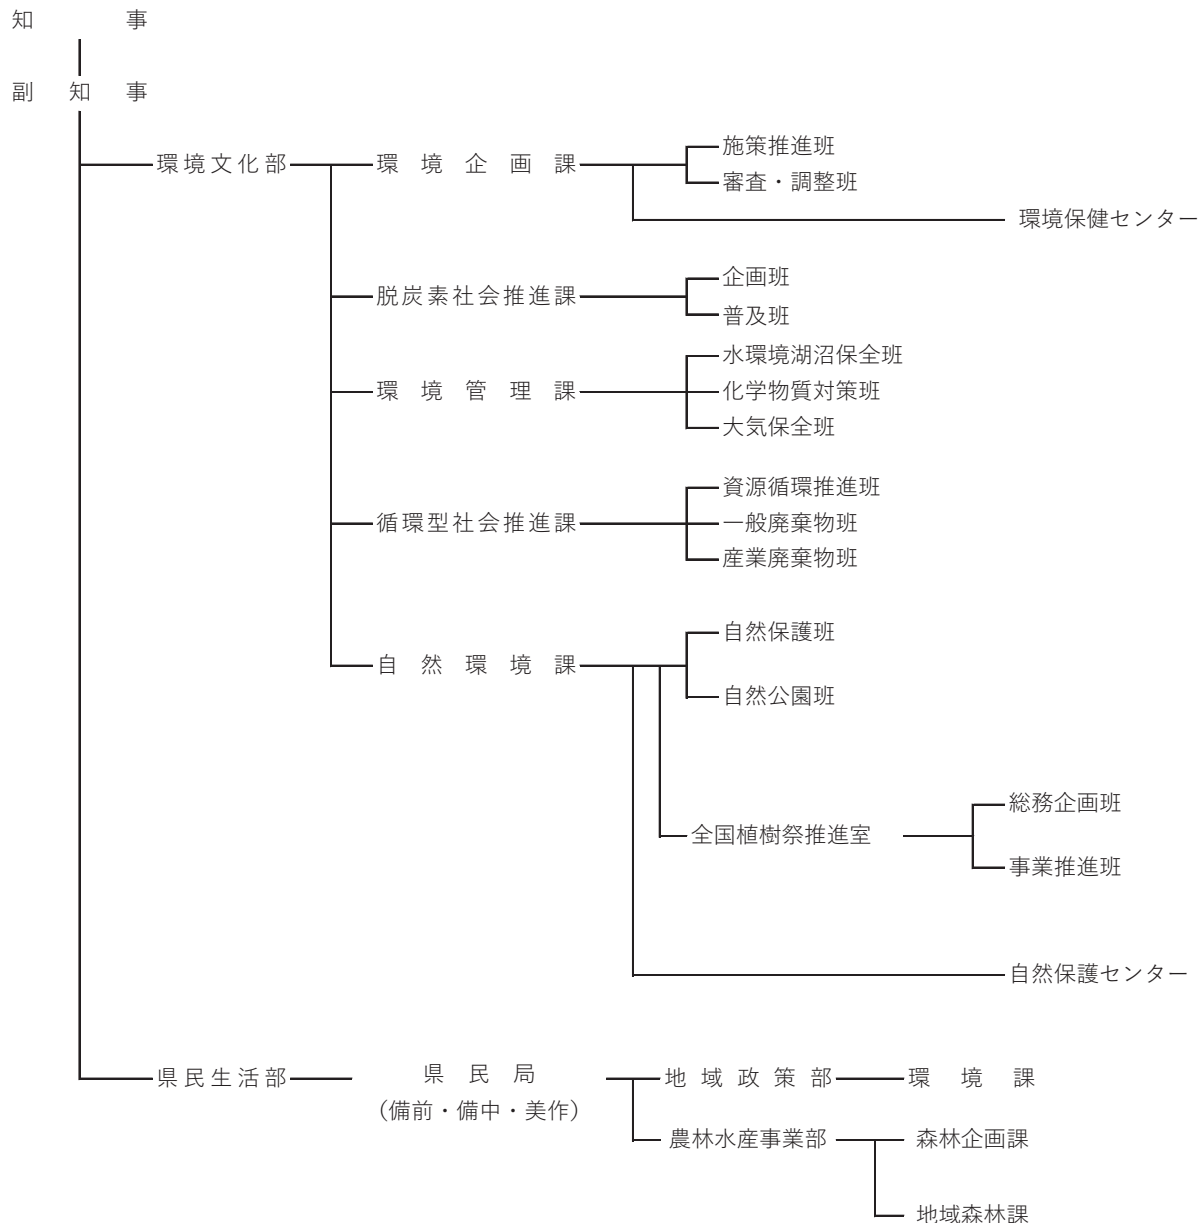 知事
副知事
環境文化部
環境企画課
施策推進班
審査・調整班
環境保健センター
脱炭素社会推進課
企画班
普及班
環境管理課
水環境湖沼保全班
化学物質対策班
大気保全班
循環型社会推進課
資源循環推進班
一般廃棄物班
産業廃棄物班
自然環境課
自然保護班
自然公園班
全国植樹祭推進室
総務企画班
事業推進班
自然保護センター
県民生活部
県民局
(備前・備中・美作)
地域政策部
環境課
農林水産事業部
森林企画課
地域森林課